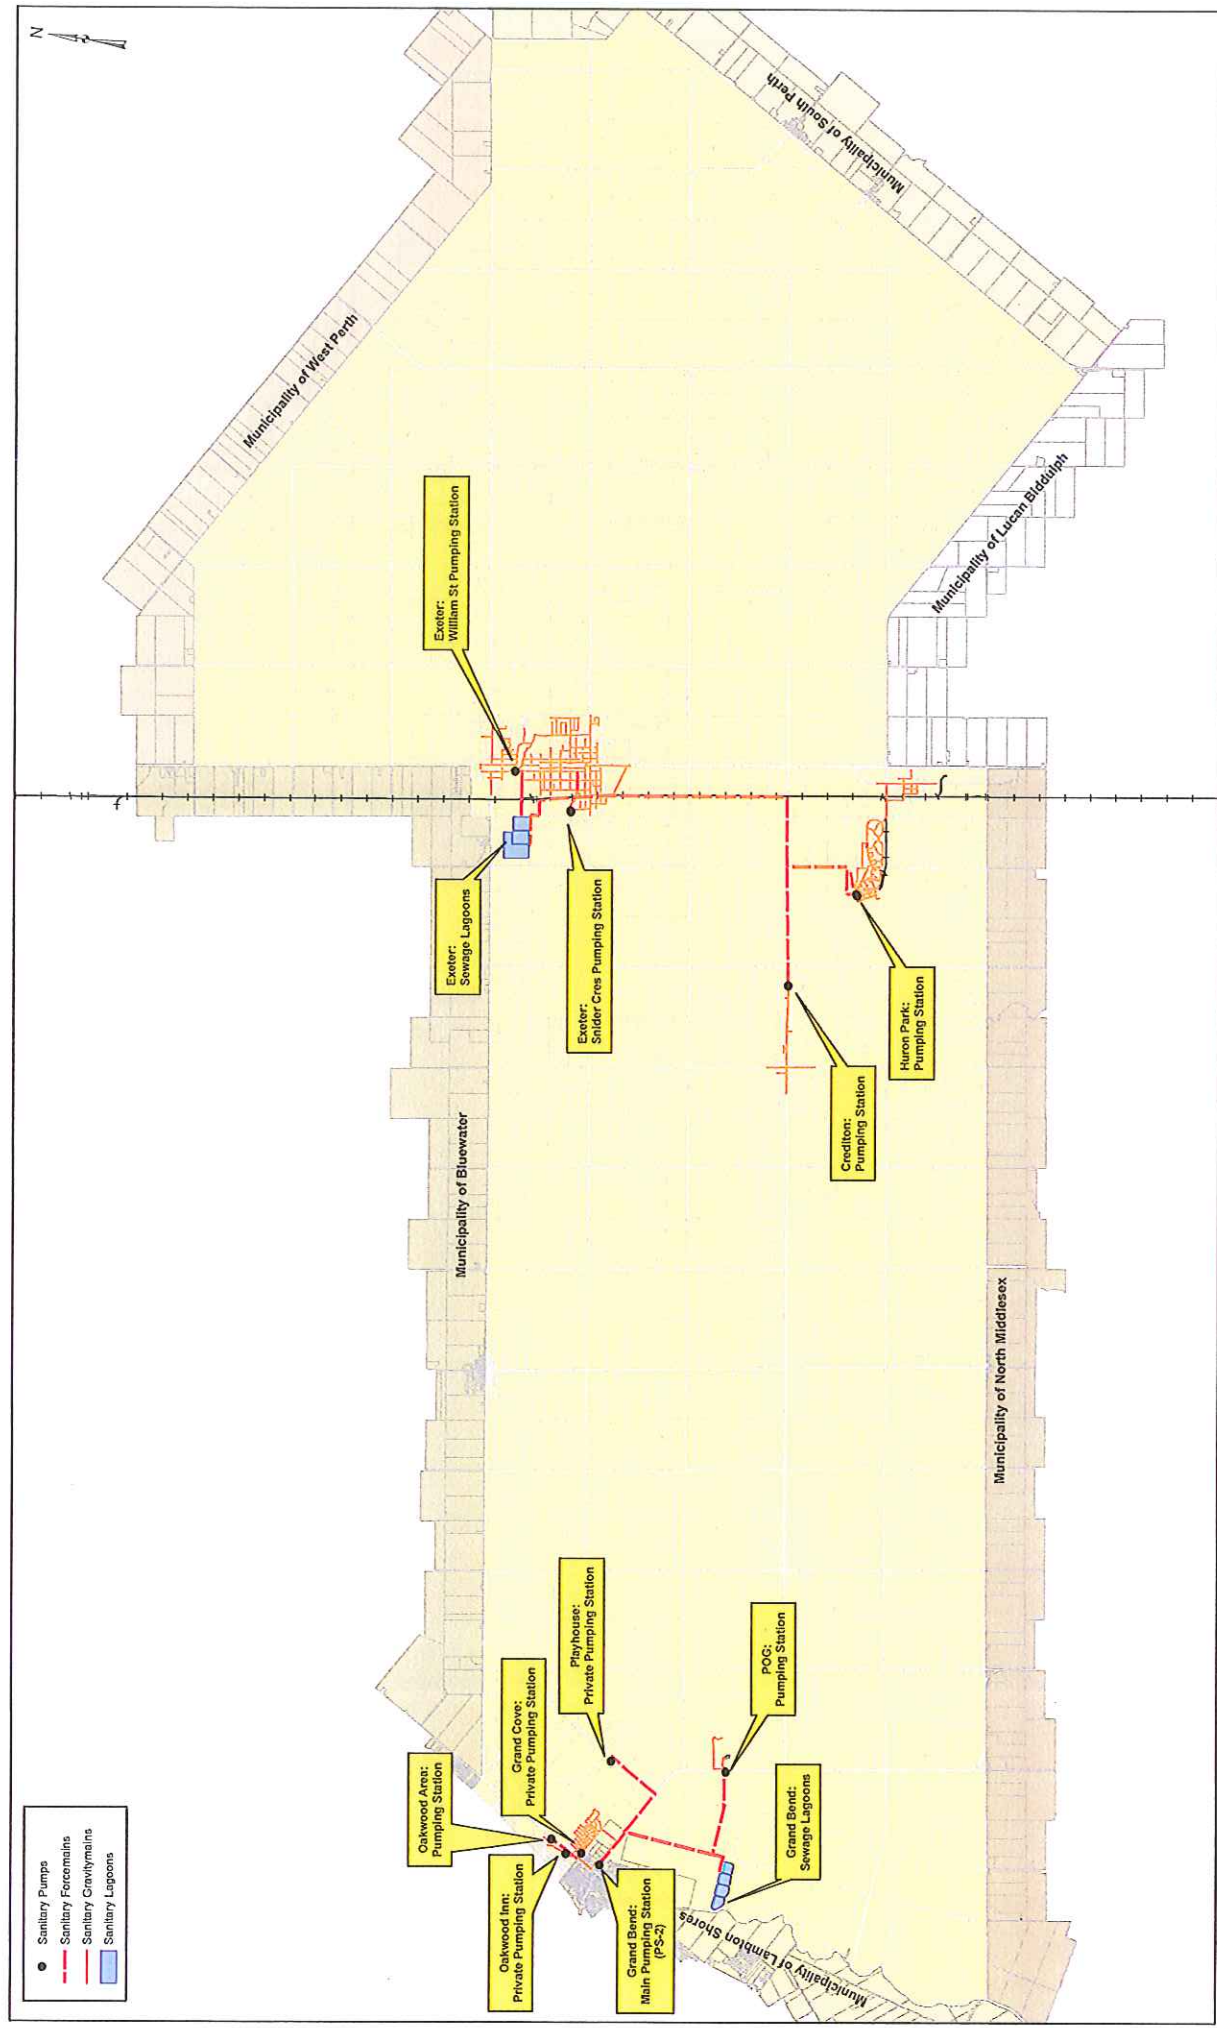 N
Sanitary Pumps
Sanitary Forcemains
Sanitary Gravitymains
Sanitary Lagoons
Municipality of West Perth
Municipality of South Perth
Municipality of Lucan Biddulph
Municipality of Bluewater
Municipality of North Middlesex
Municipality of Lambton Shores
Exeter:
William St Pumping Station
Exeter:
Sewage Lagoons
Exeter:
Snider Cres Pumping Station
Huron Park:
Pumping Station
Crediton:
Pumping Station
Playhouse:
Private Pumping Station
POG:
Pumping Station
Grand Cove:
Private Pumping Station
Oakwood Area:
Pumping Station
Oakwood Inn:
Private Pumping Station
Grand Bend:
Main Pumping Station
(PS-2)
Grand Bend:
Sewage Lagoons